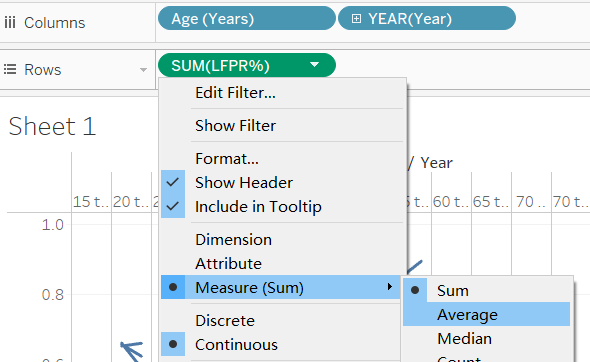 Columns
Age (Years)
YEAR(Year)
Rows
SUM(LFPR%)
Edit Filter...
Show Filter
Sheet 1
Format...
/ Year
Show Header
15 t.. 20 t.. 2
60 t.. 65 t.. 70 t.. 70 t..
Include in Tooltip
1.0
Dimension
Attribute
Measure (Sum)
Sum
0.8
Discrete
Average
Continuous
Median
0.6
Count